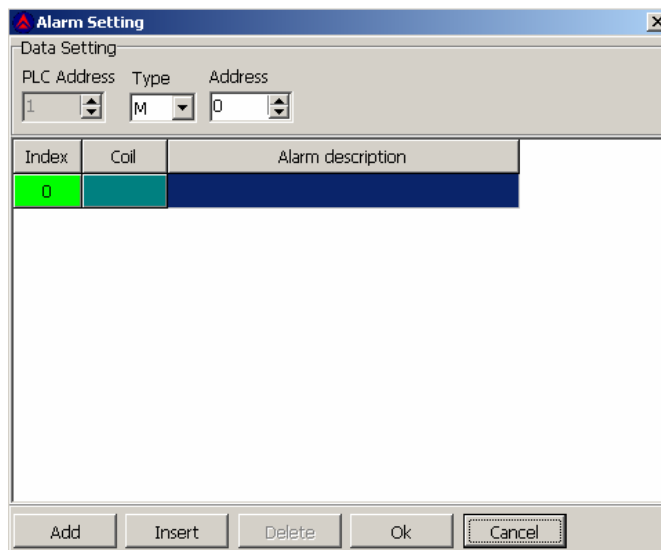 Alarm Setting
Data Setting
PLC Address Type Address
1 M 0
Index Coil Alarm description
0
Add Insert Delete Ok Cancel